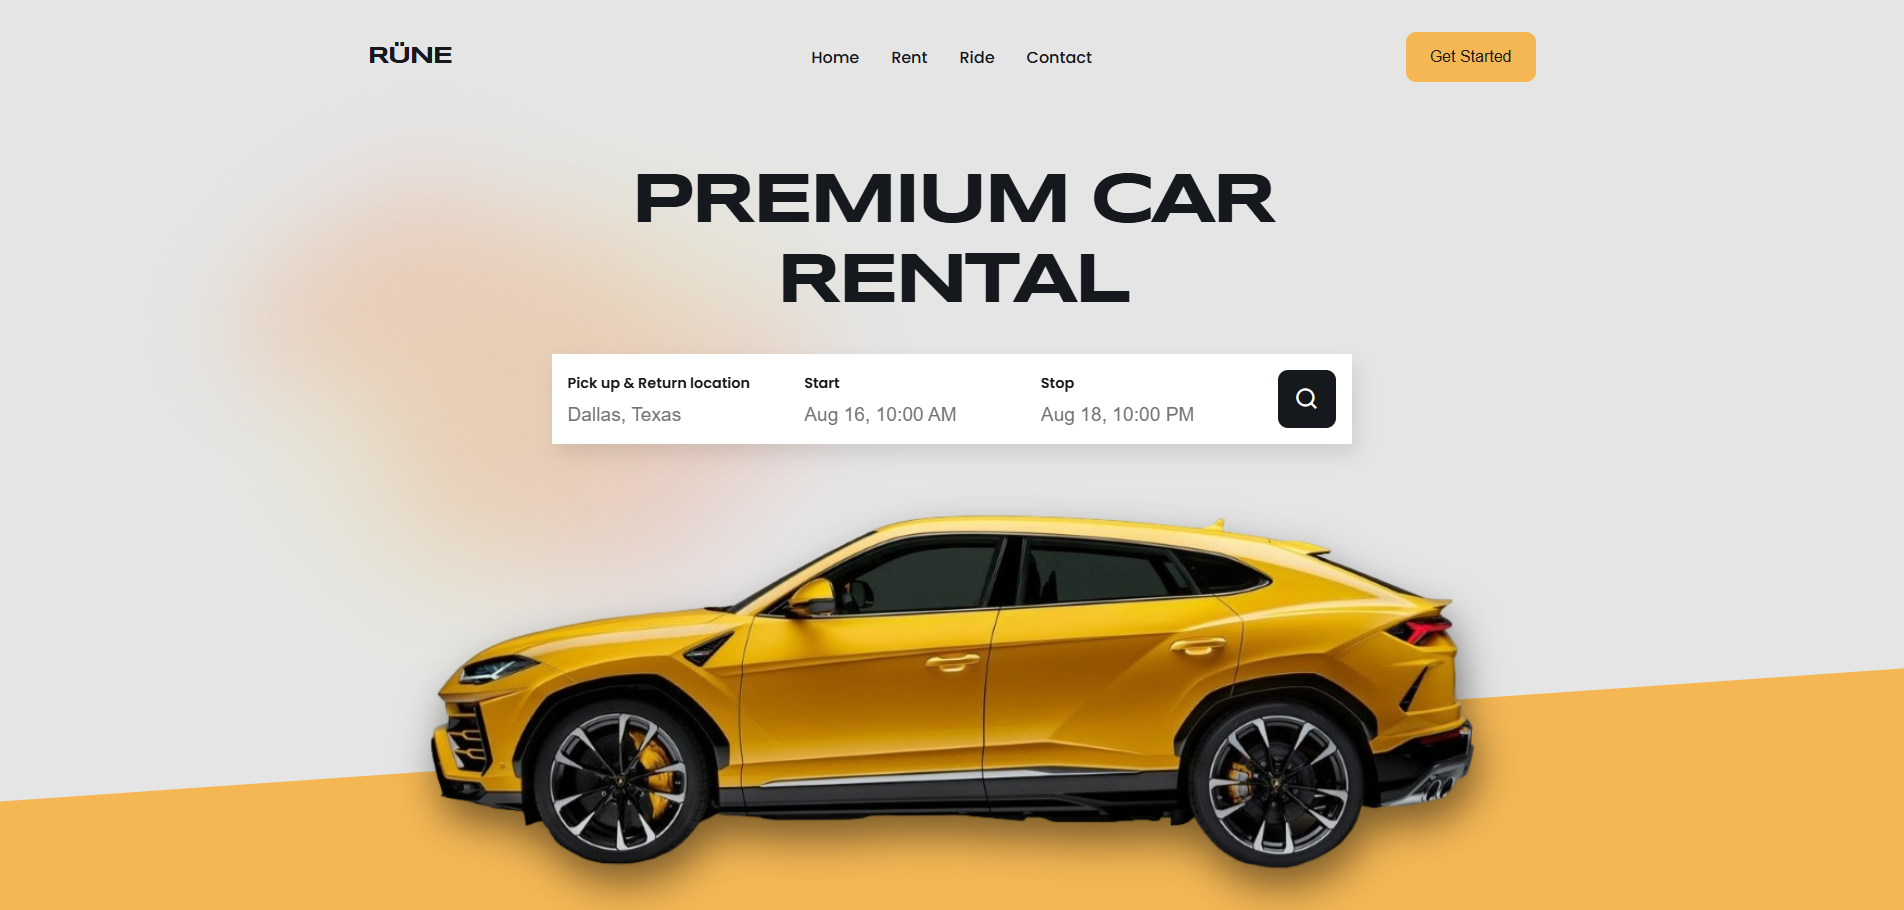 RÜNE
Home Rent Ride Contact
Get Started
PREMIUM CAR
RENTAL
Pick up & Return location Start Stop
Dallas, Texas Aug 16, 10:00 AM Aug 18, 10:00 PM